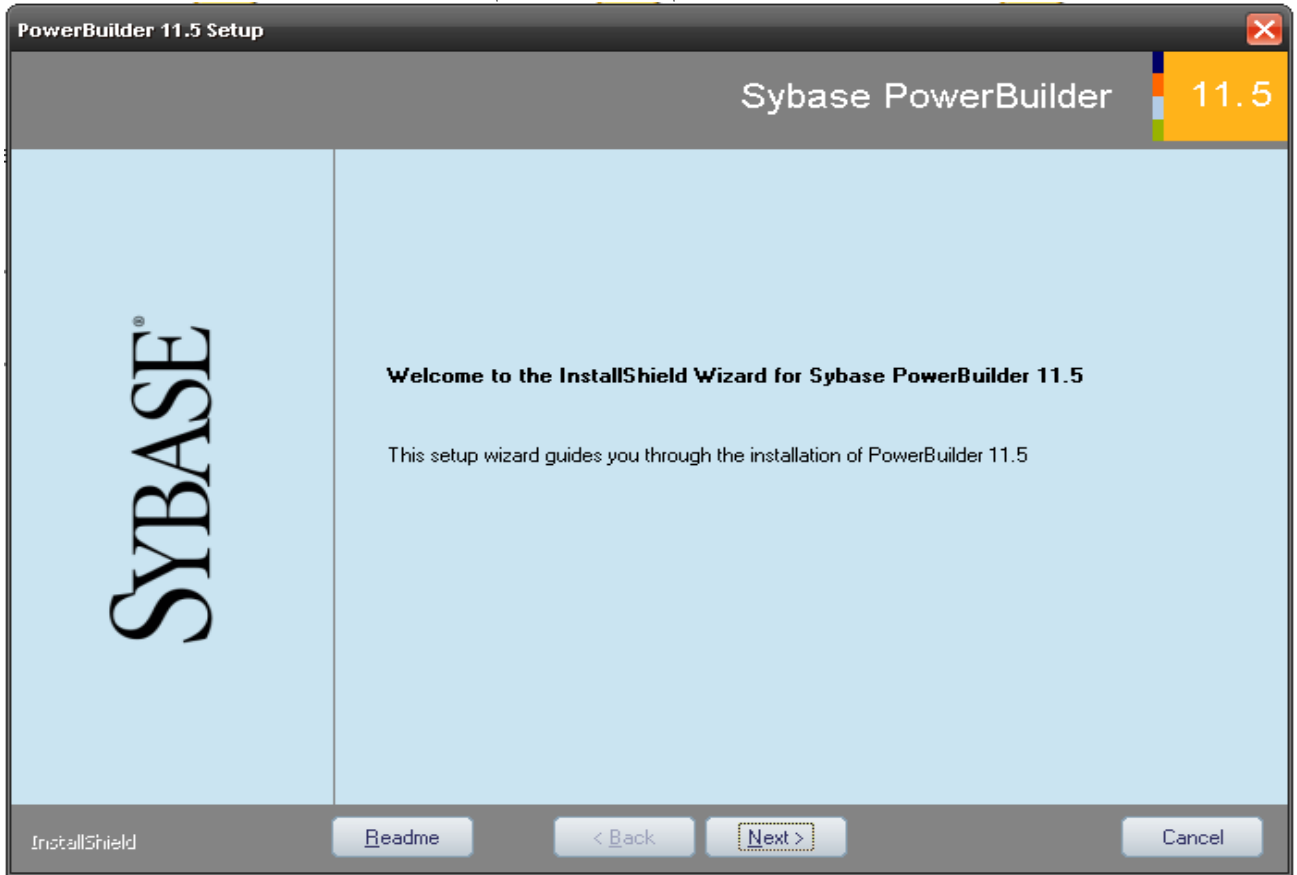 PowerBuilder 11.5 Setup
Sybase PowerBuilder 11.5
SYBASE®
Welcome to the InstallShield Wizard for Sybase PowerBuilder 11.5
This setup wizard guides you through the installation of PowerBuilder 11.5
InstallShield
Readme
< Back
Next >
Cancel